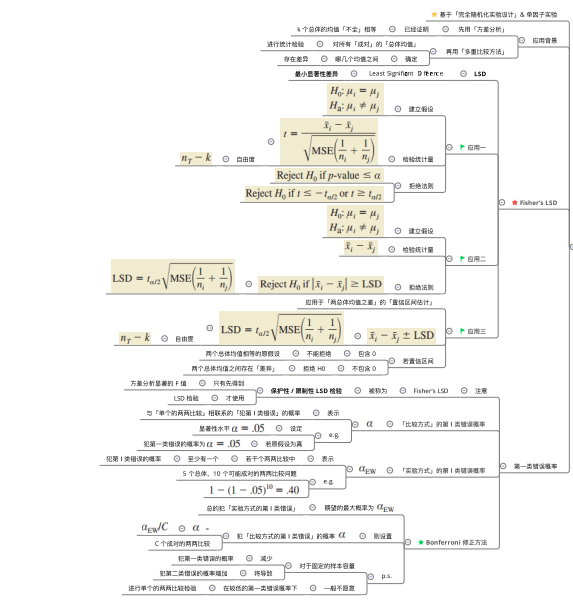 基于「完全随机化实验设计」& 单因子实验
k 个总体的均值「不全」相等
已经证明
先用「方差分析」
应用背景
进行统计检验
对所有「成对」的「总体均值」
再用「多重比较方法」
存在差异
哪几个均值之间
确定
最小显著性差异
Least Significant Difference
LSD
H₀: μᵢ = μⱼ
Hₐ: μᵢ ≠ μⱼ
建立假设
应用一
t = (x̄ᵢ − x̄ⱼ) / √(MSE(1/nᵢ + 1/nⱼ))
n_T − k
自由度
检验统计量
Reject H₀ if p-value ≤ α
Reject H₀ if t ≤ −t_{α/2} or t ≥ t_{α/2}
拒绝法则
Fisher's LSD
H₀: μᵢ = μⱼ
Hₐ: μᵢ ≠ μⱼ
建立假设
x̄ᵢ − x̄ⱼ
检验统计量
应用二
LSD = t_{α/2} √(MSE(1/nᵢ + 1/nⱼ))
Reject H₀ if |x̄ᵢ − x̄ⱼ| ≥ LSD
拒绝法则
应用于「两总体均值之差」的「置信区间估计」
n_T − k
自由度
LSD = t_{α/2} √(MSE(1/nᵢ + 1/nⱼ))
x̄ᵢ − x̄ⱼ ± LSD
应用三
两个总体均值相等的原假设
不能拒绝
包含 0
若置信区间
两个总体均值之间存在「差异」
拒绝 H0
不包含 0
方差分析显著的 F 值
只有先得到
保护性 / 限制性 LSD 检验
被称为
Fisher's LSD
注意
LSD 检验
才使用
与「单个的两两比较」相联系的「犯第 I 类错误」的概率
表示
α
「比较方式」的第 I 类错误概率
显著性水平 α = .05
设定
e.g.
犯第一类错误的概率为 α = .05
若原假设为真
第一类错误概率
犯第 I 类错误的概率
至少有一个
若干个两两比较中
表示
α_EW
「实验方式」的第 I 类错误概率
5 个总体、10 个可能成对的两两比较问题
e.g.
1 − (1 − .05)¹⁰ = .40
总的犯「实验方式的第 I 类错误」
期望的最大概率为 α_EW
α_EW/C
α =
犯「比较方式的第 I 类错误」的概率 α
则设置
C 个成对的两两比较
Bonferroni 修正方法
犯第一类错误的概率
减少
对于固定的样本容量
犯第二类错误的概率增加
将导致
p.s.
进行单个的两两比较检验
在较低的第一类错误概率下
一般不愿意